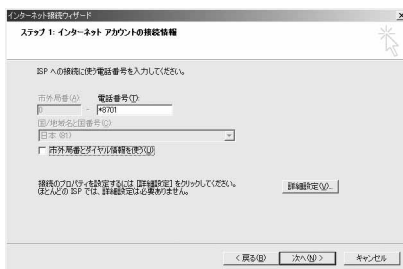 インターネット接続ウィザード
ステップ 1: インターネット アカウントの接続情報
ISP への接続に使う電話番号を入力してください。
市外局番(A) 電話番号(T):
0 - *8701
国/地域名と国番号(C)
日本 (81)
市外局番とダイヤル情報を使う(U)
接続のプロパティを設定するには [詳細設定] をクリックしてください。
ほとんどの ISP では、詳細設定は必要ありません。
詳細設定(V)...
< 戻る(B) 次へ(N) > キャンセル